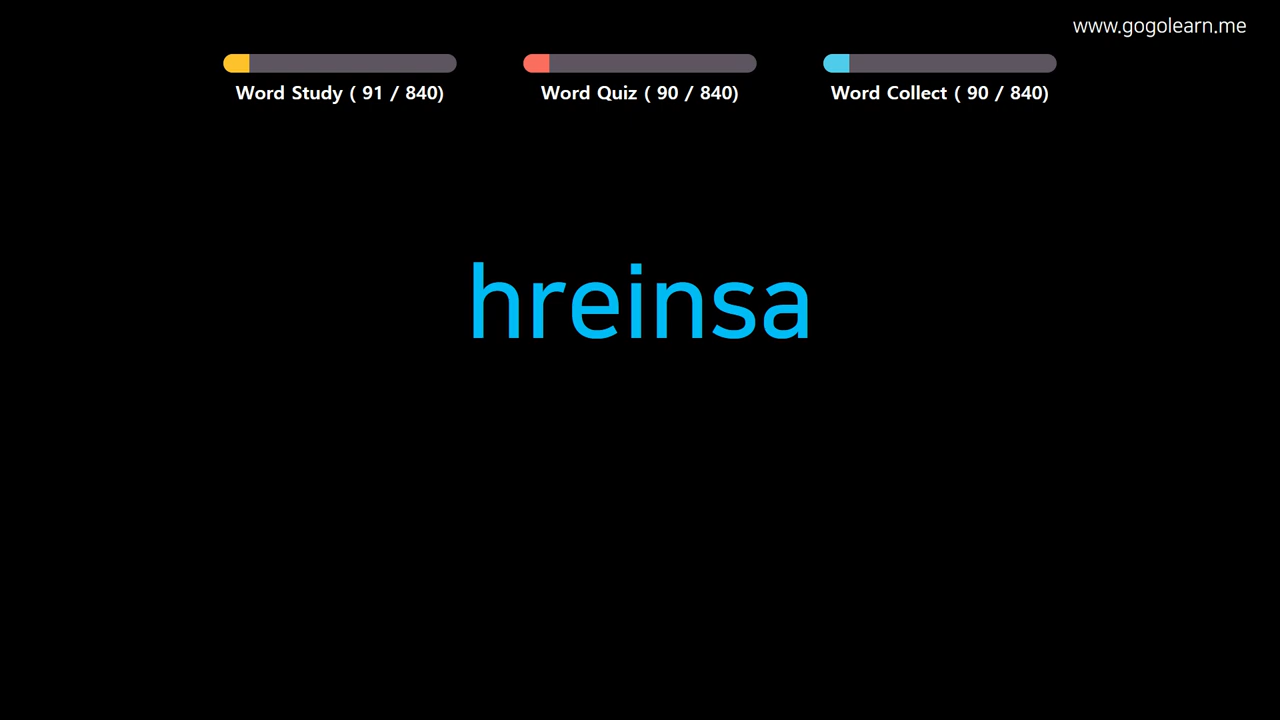 www.gogolearn.me
Word Study ( 91 / 840)
Word Quiz ( 90 / 840)
Word Collect ( 90 / 840)
hreinsa